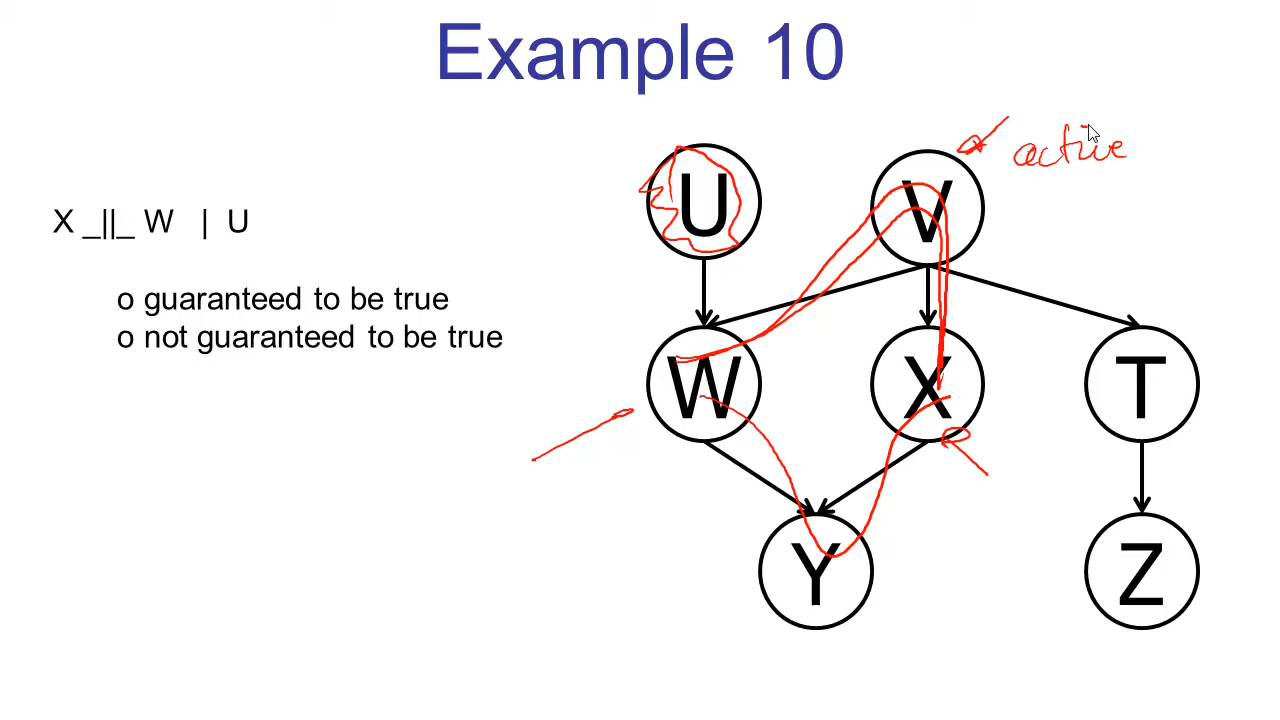 Example 10
X _||_ W | U
o guaranteed to be true
o not guaranteed to be true
active
U
V
W
X
T
Y
Z